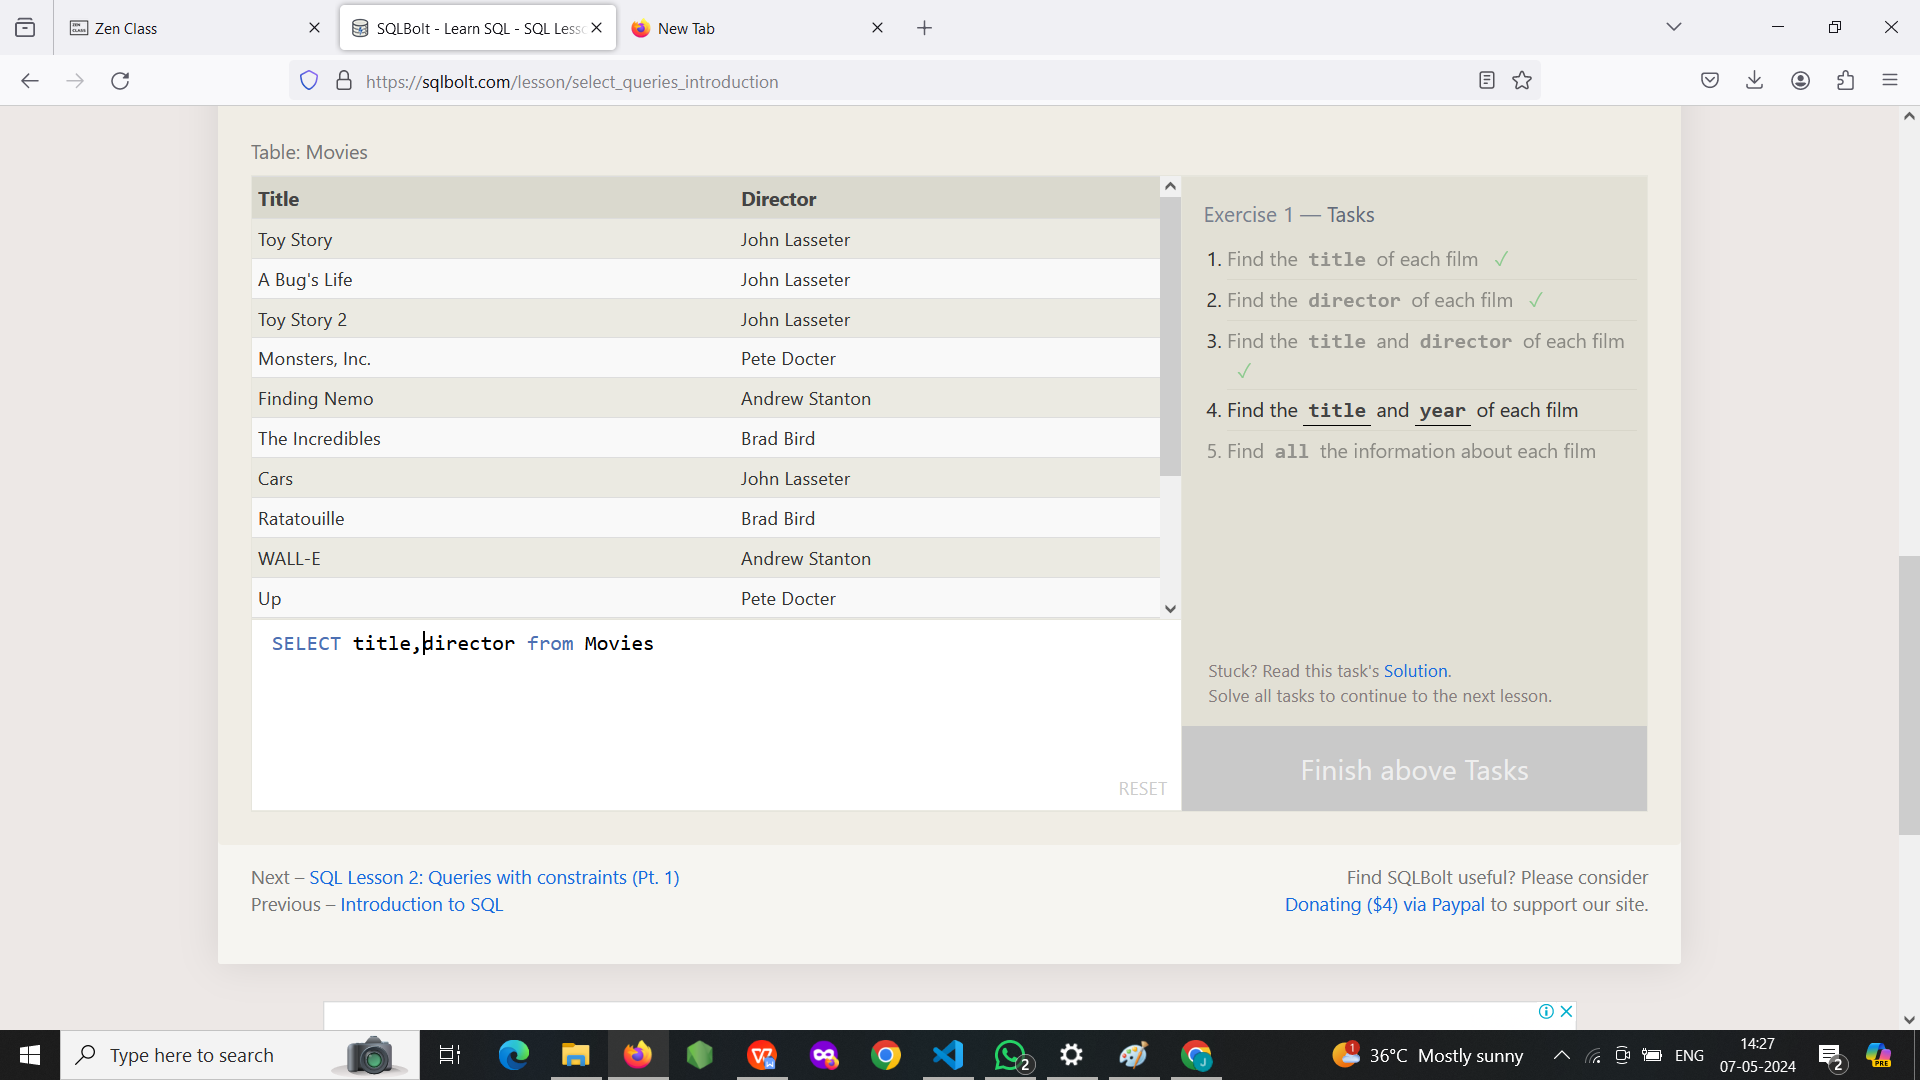 Zen Class
SQLBolt - Learn SQL - SQL Less
New Tab
https://sqlbolt.com/lesson/select_queries_introduction
Table: Movies
Title Director
Toy Story John Lasseter
A Bug's Life John Lasseter
Toy Story 2 John Lasseter
Monsters, Inc. Pete Docter
Finding Nemo Andrew Stanton
The Incredibles Brad Bird
Cars John Lasseter
Ratatouille Brad Bird
WALL-E Andrew Stanton
Up Pete Docter
SELECT title,director from Movies
RESET
Exercise 1 — Tasks
1. Find the title of each film ✓
2. Find the director of each film ✓
3. Find the title and director of each film
✓
4. Find the title and year of each film
5. Find all the information about each film
Stuck? Read this task's Solution.
Solve all tasks to continue to the next lesson.
Finish above Tasks
Next – SQL Lesson 2: Queries with constraints (Pt. 1)
Previous – Introduction to SQL
Find SQLBolt useful? Please consider
Donating ($4) via Paypal to support our site.
Type here to search
2
1
36°C Mostly sunny
ENG
14:27
07-05-2024
2
PRE